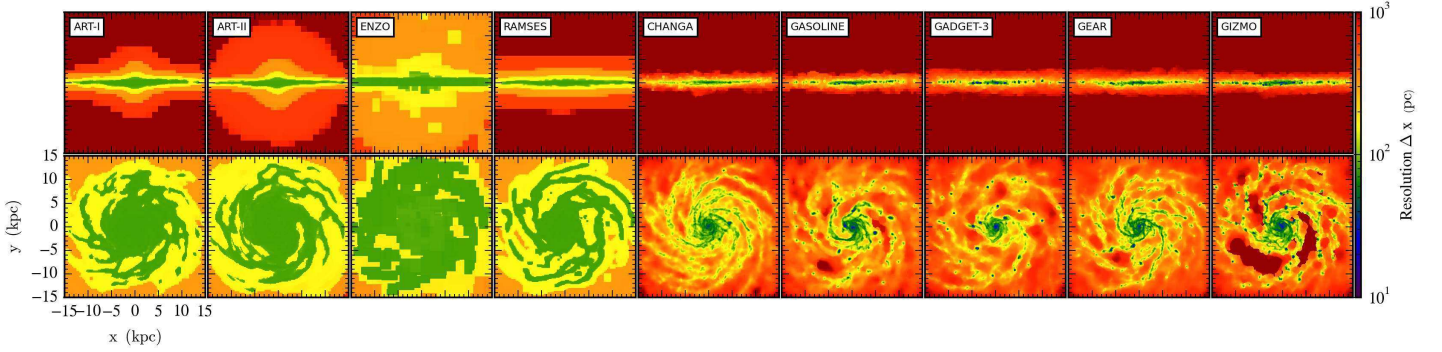 ART-I ART-II ENZO RAMSES CHANGA GASOLINE GADGET-3 GEAR GIZMO
10³
10²
10¹
Resolution Δ x (pc)
15
10
5
0
−5
−10
−15
y (kpc)
−15 −10 −5 0 5 10 15
x (kpc)